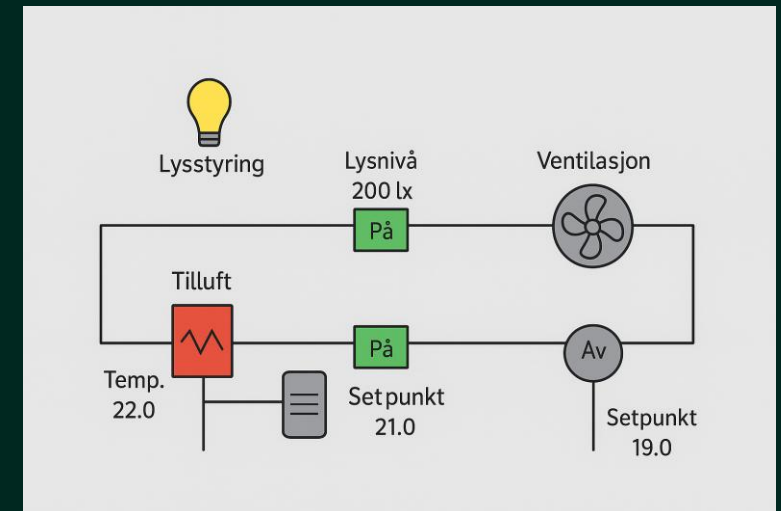 Lysstyring
Lysnivå
200 lx
Ventilasjon
På
Tilluft
På
Av
Temp.
22.0
Setpunkt
21.0
Setpunkt
19.0